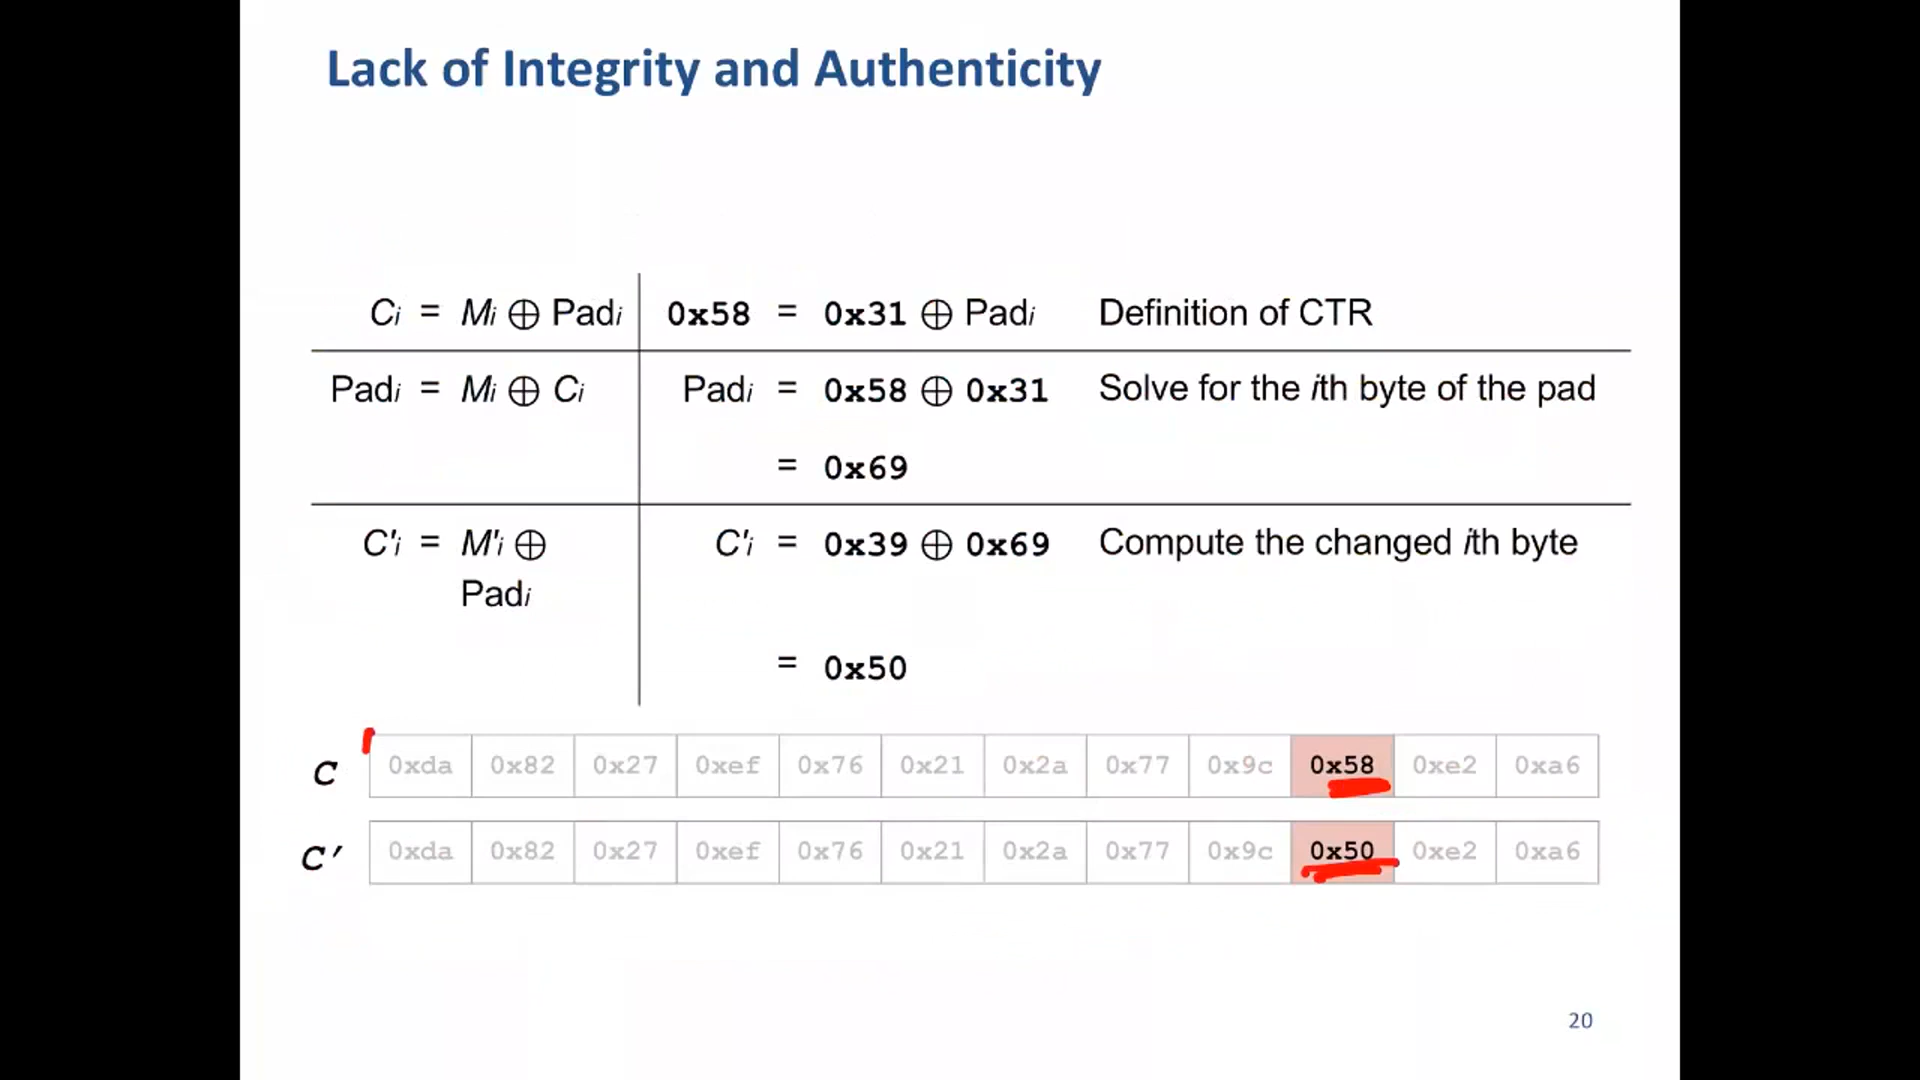 Lack of Integrity and Authenticity
Ci = Mi ⊕ Padi 0x58 = 0x31 ⊕ Padi Definition of CTR
Padi = Mi ⊕ Ci Padi = 0x58 ⊕ 0x31 Solve for the ith byte of the pad
= 0x69
C'i = M'i ⊕ C'i = 0x39 ⊕ 0x69 Compute the changed ith byte
Padi
= 0x50
C 0xda 0x82 0x27 0xef 0x76 0x21 0x2a 0x77 0x9c 0x58 0xe2 0xa6
C' 0xda 0x82 0x27 0xef 0x76 0x21 0x2a 0x77 0x9c 0x50 0xe2 0xa6
20